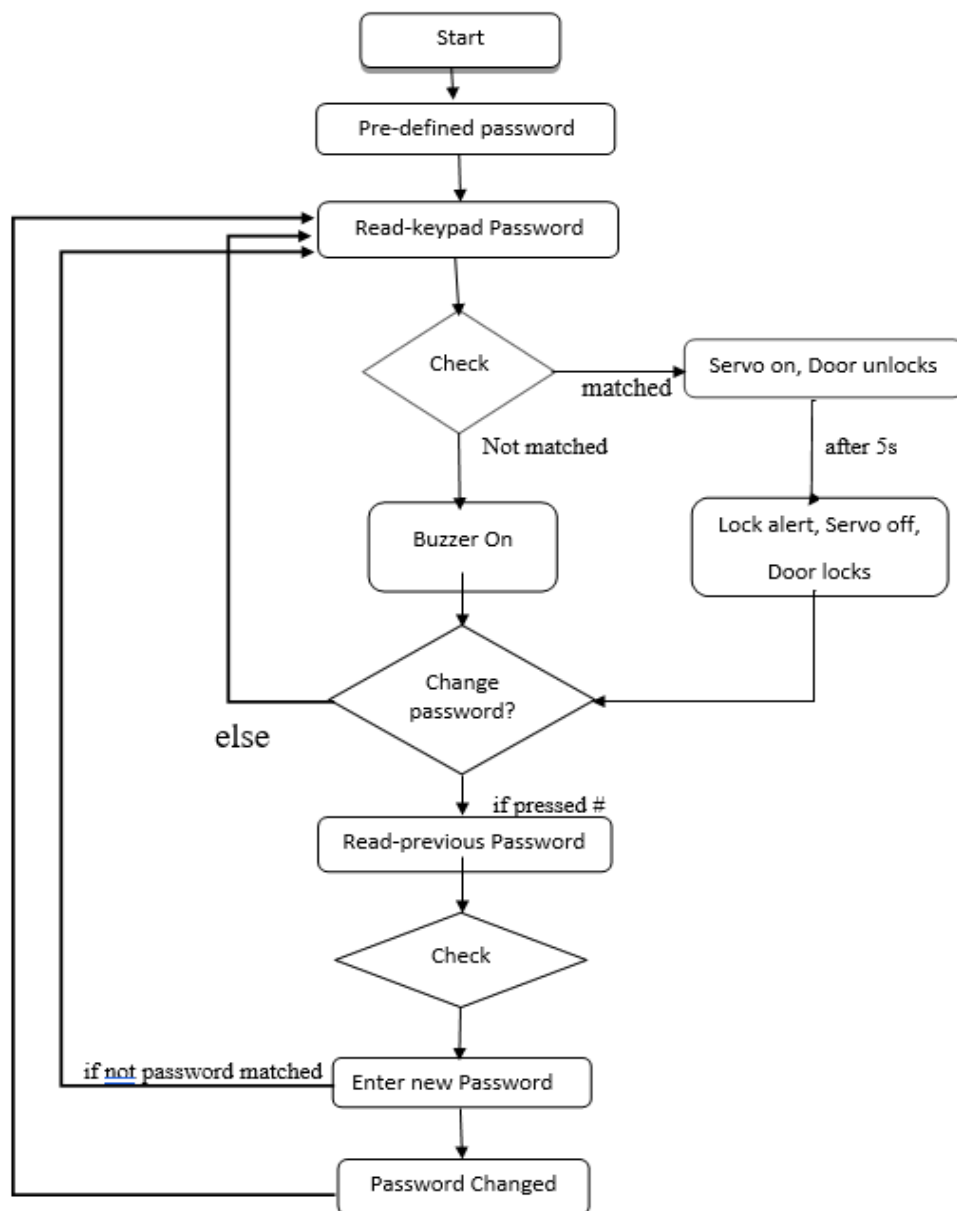 Start
Pre-defined password
Read-keypad Password
Check
matched
Servo on, Door unlocks
Not matched
after 5s
Buzzer On
Lock alert, Servo off,
Door locks
Change
password?
else
if pressed #
Read-previous Password
Check
if not password matched
Enter new Password
Password Changed